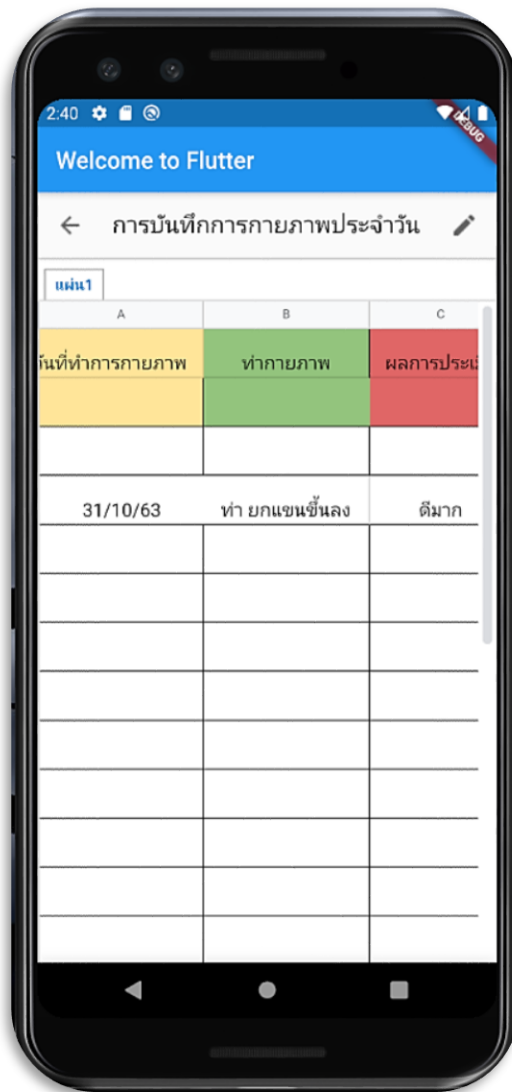 2:40
DEBUG
Welcome to Flutter
การบันทึกการกายภาพประจำวัน
แผ่น1
A B C
วันที่ทำการกายภาพ ท่ากายภาพ ผลการประเมิ
31/10/63 ท่า ยกแขนขึ้นลง ดีมาก